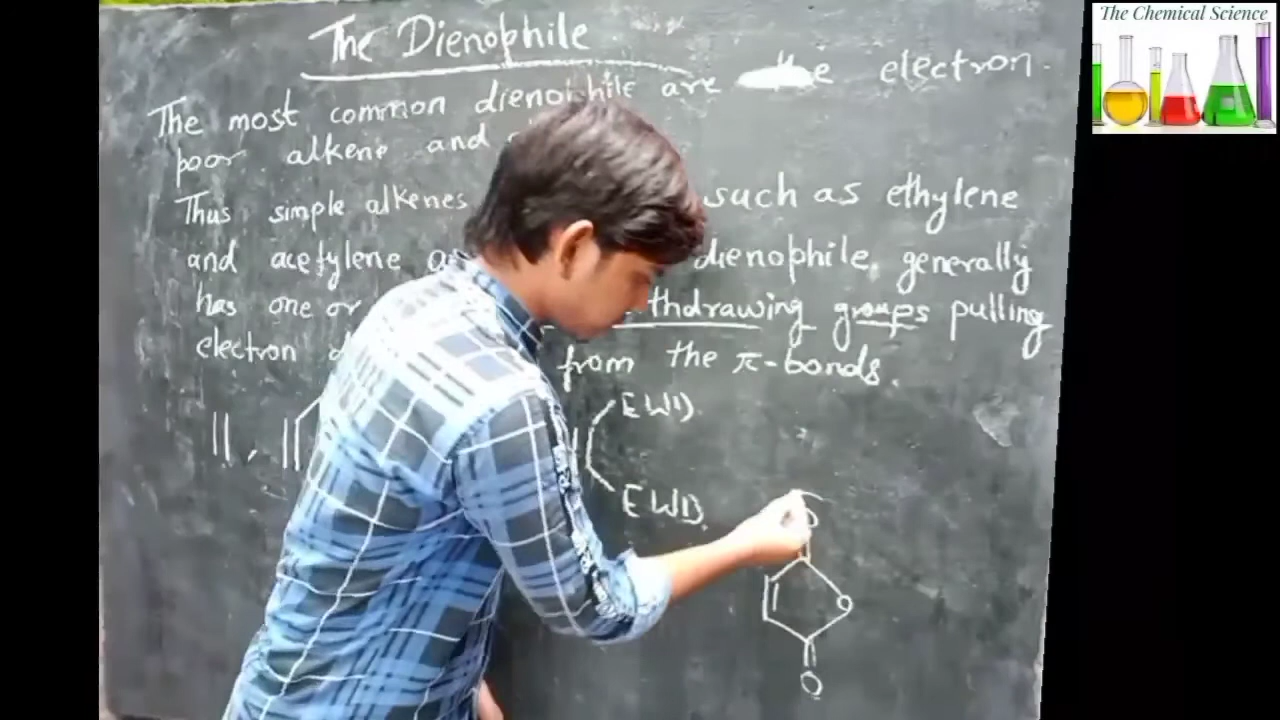 The Chemical Science
The Dienophile
The most common dienophile are the electron
poor alkene and
Thus simple alkenes such as ethylene
and acetylene dienophile, generally
has one or thdrawing groups pulling
electron from the π-bonds.
EWD
EWD
O
O
O